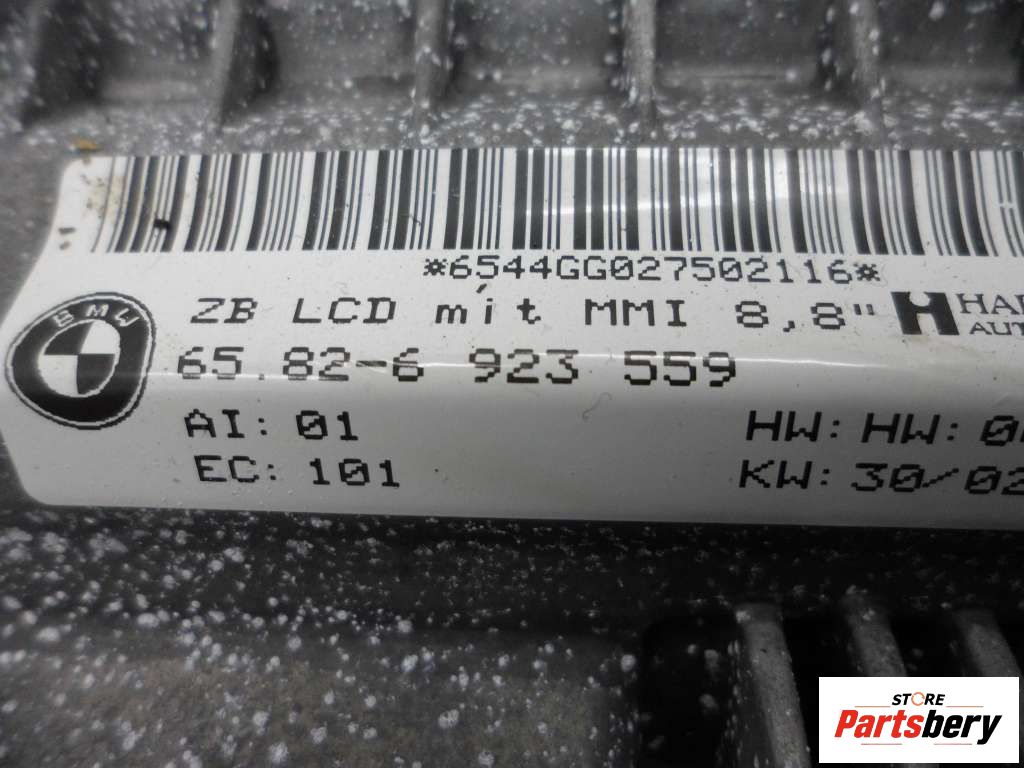 *6544GG027502116*
ZB LCD mit MMI 8,8"
65.82-6 923 559
BMW
AI: 01
EC: 101
HW: HW:
KW: 30/02
STORE
Partsbery